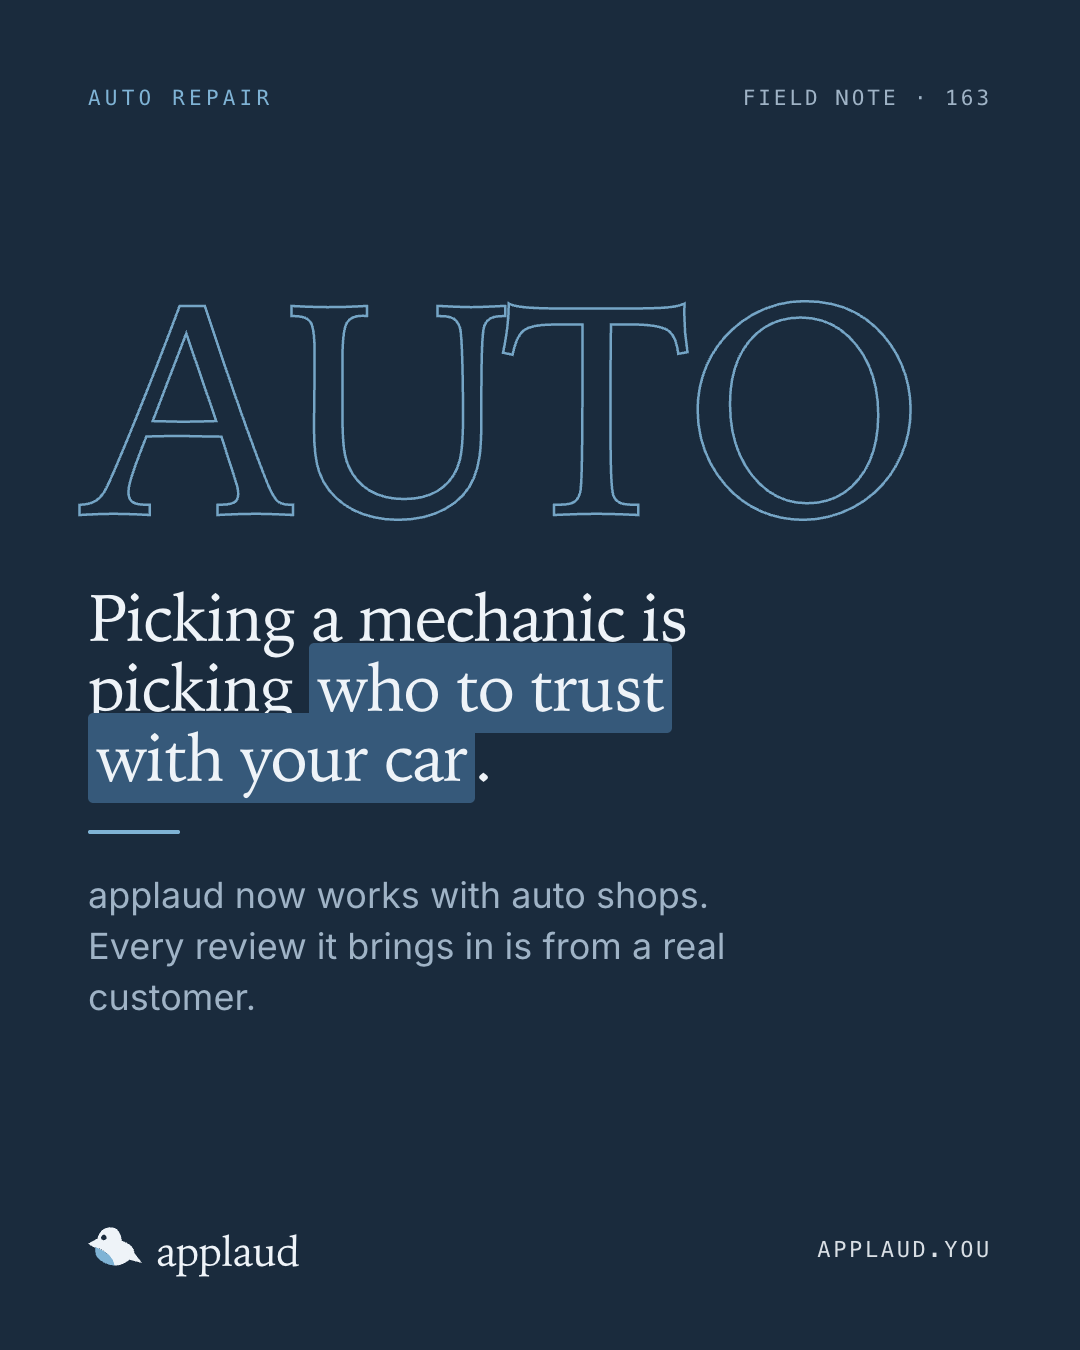 AUTO REPAIR
FIELD NOTE · 163
AUTO
Picking a mechanic is
picking who to trust
with your car.
applaud now works with auto shops.
Every review it brings in is from a real
customer.
applaud
APPLAUD.YOU